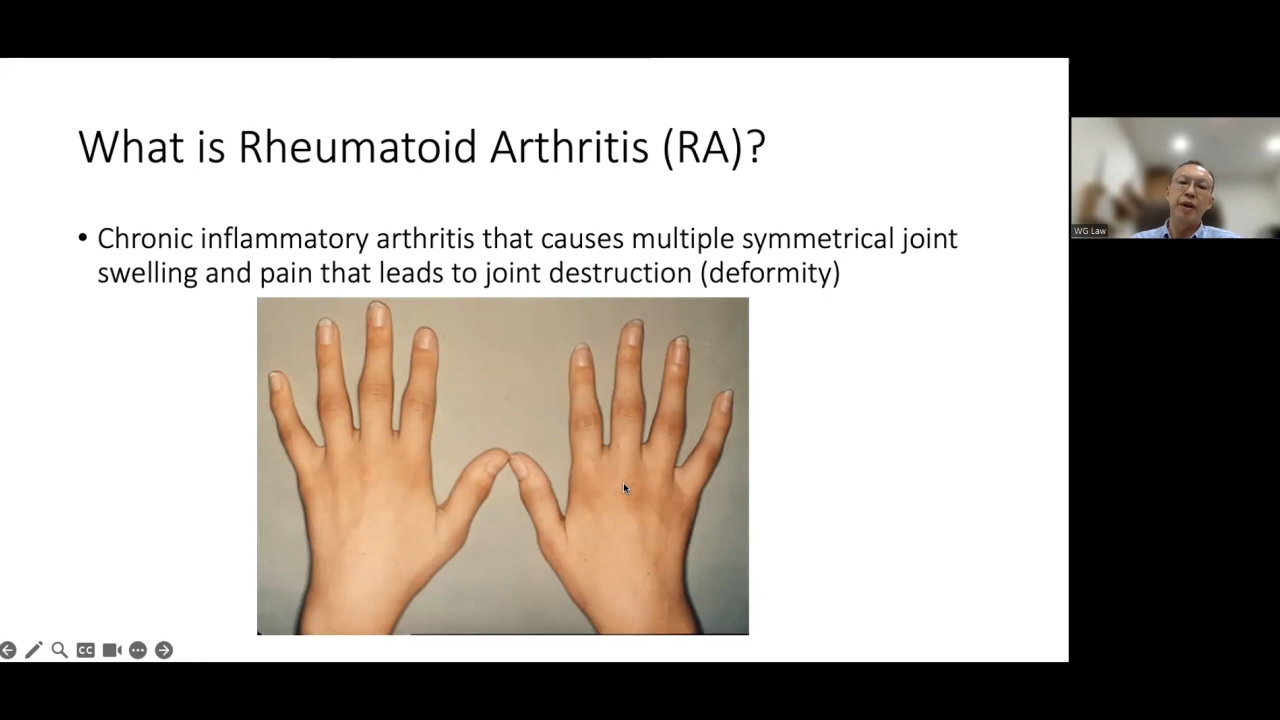 What is Rheumatoid Arthritis (RA)?
• Chronic inflammatory arthritis that causes multiple symmetrical joint
swelling and pain that leads to joint destruction (deformity)
WG Law
CC